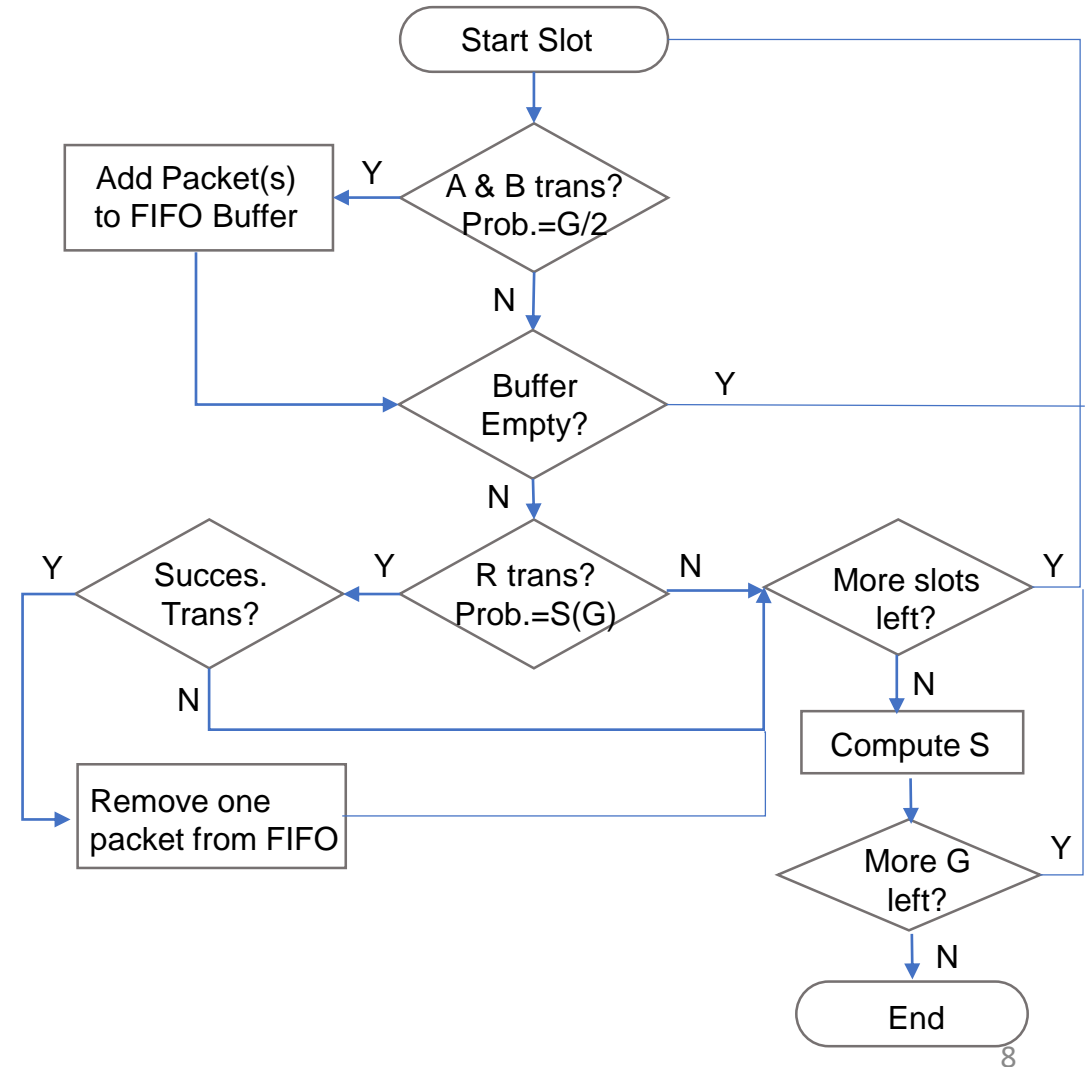 Start Slot
Y
Add Packet(s)
to FIFO Buffer
A & B trans?
Prob.=G/2
N
Buffer
Empty?
Y
N
Y
Succes.
Trans?
Y
R trans?
Prob.=S(G)
N
More slots
left?
Y
N
N
Compute S
Remove one
packet from FIFO
More G
left?
Y
N
End
8